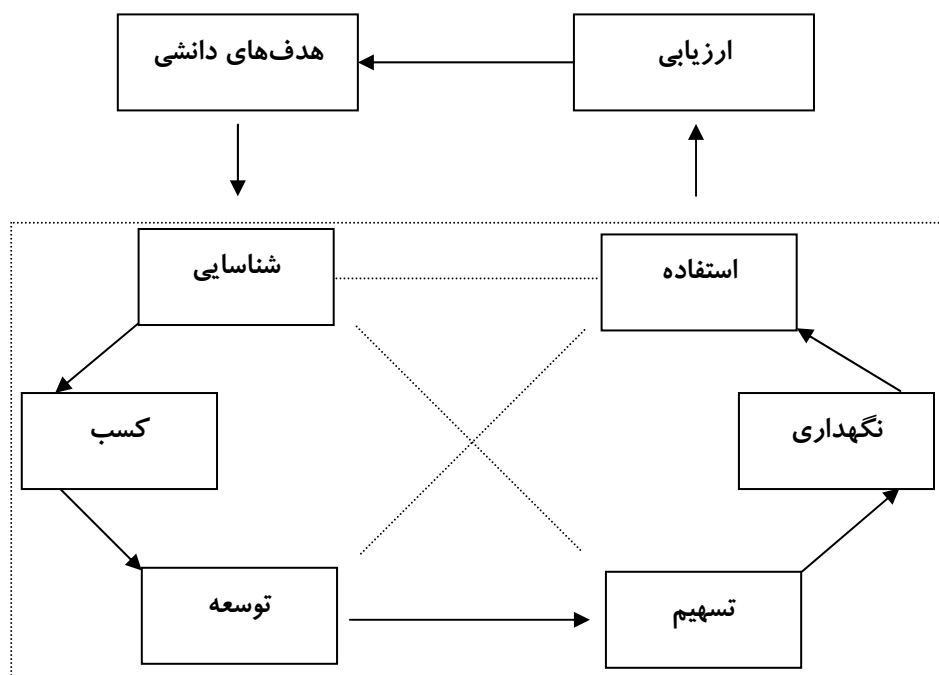 ارزیابی
هدف‌های دانشی
استفاده
شناسایی
نگهداری
کسب
تسهیم
توسعه